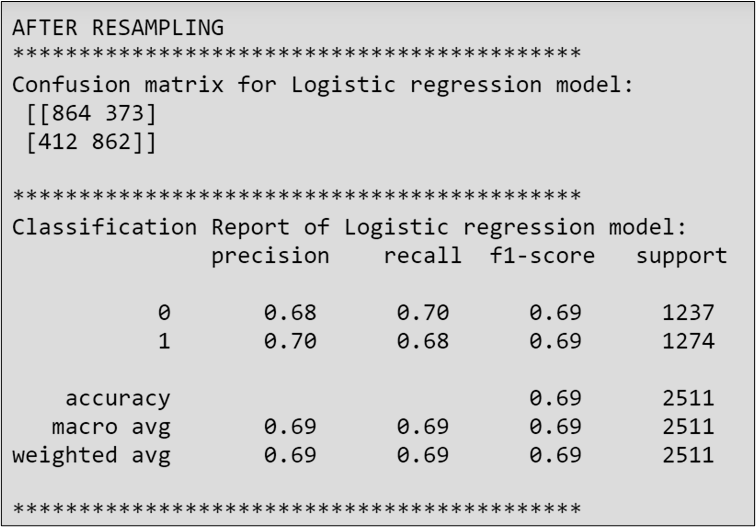 AFTER RESAMPLING
*******************************************
Confusion matrix for Logistic regression model:
[[864 373]
[412 862]]
*******************************************
Classification Report of Logistic regression model:
precision recall f1-score support
0 0.68 0.70 0.69 1237
1 0.70 0.68 0.69 1274
accuracy 0.69 2511
macro avg 0.69 0.69 0.69 2511
weighted avg 0.69 0.69 0.69 2511
*******************************************